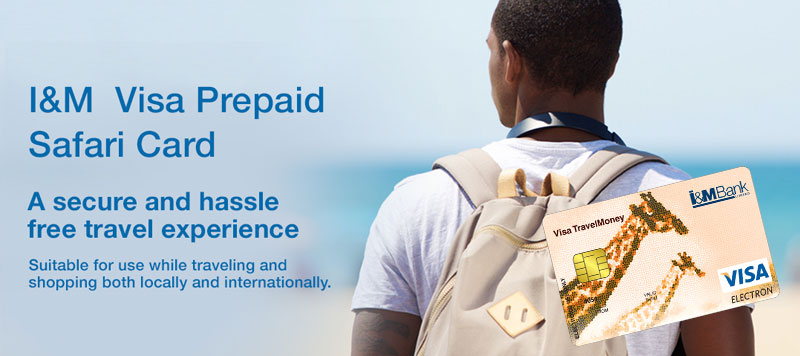 I&M Visa Prepaid
Safari Card
A secure and hassle
free travel experience
Suitable for use while traveling and
shopping both locally and internationally.
I&M Bank
LIMITED
Visa TravelMoney
VISA
ELECTRON